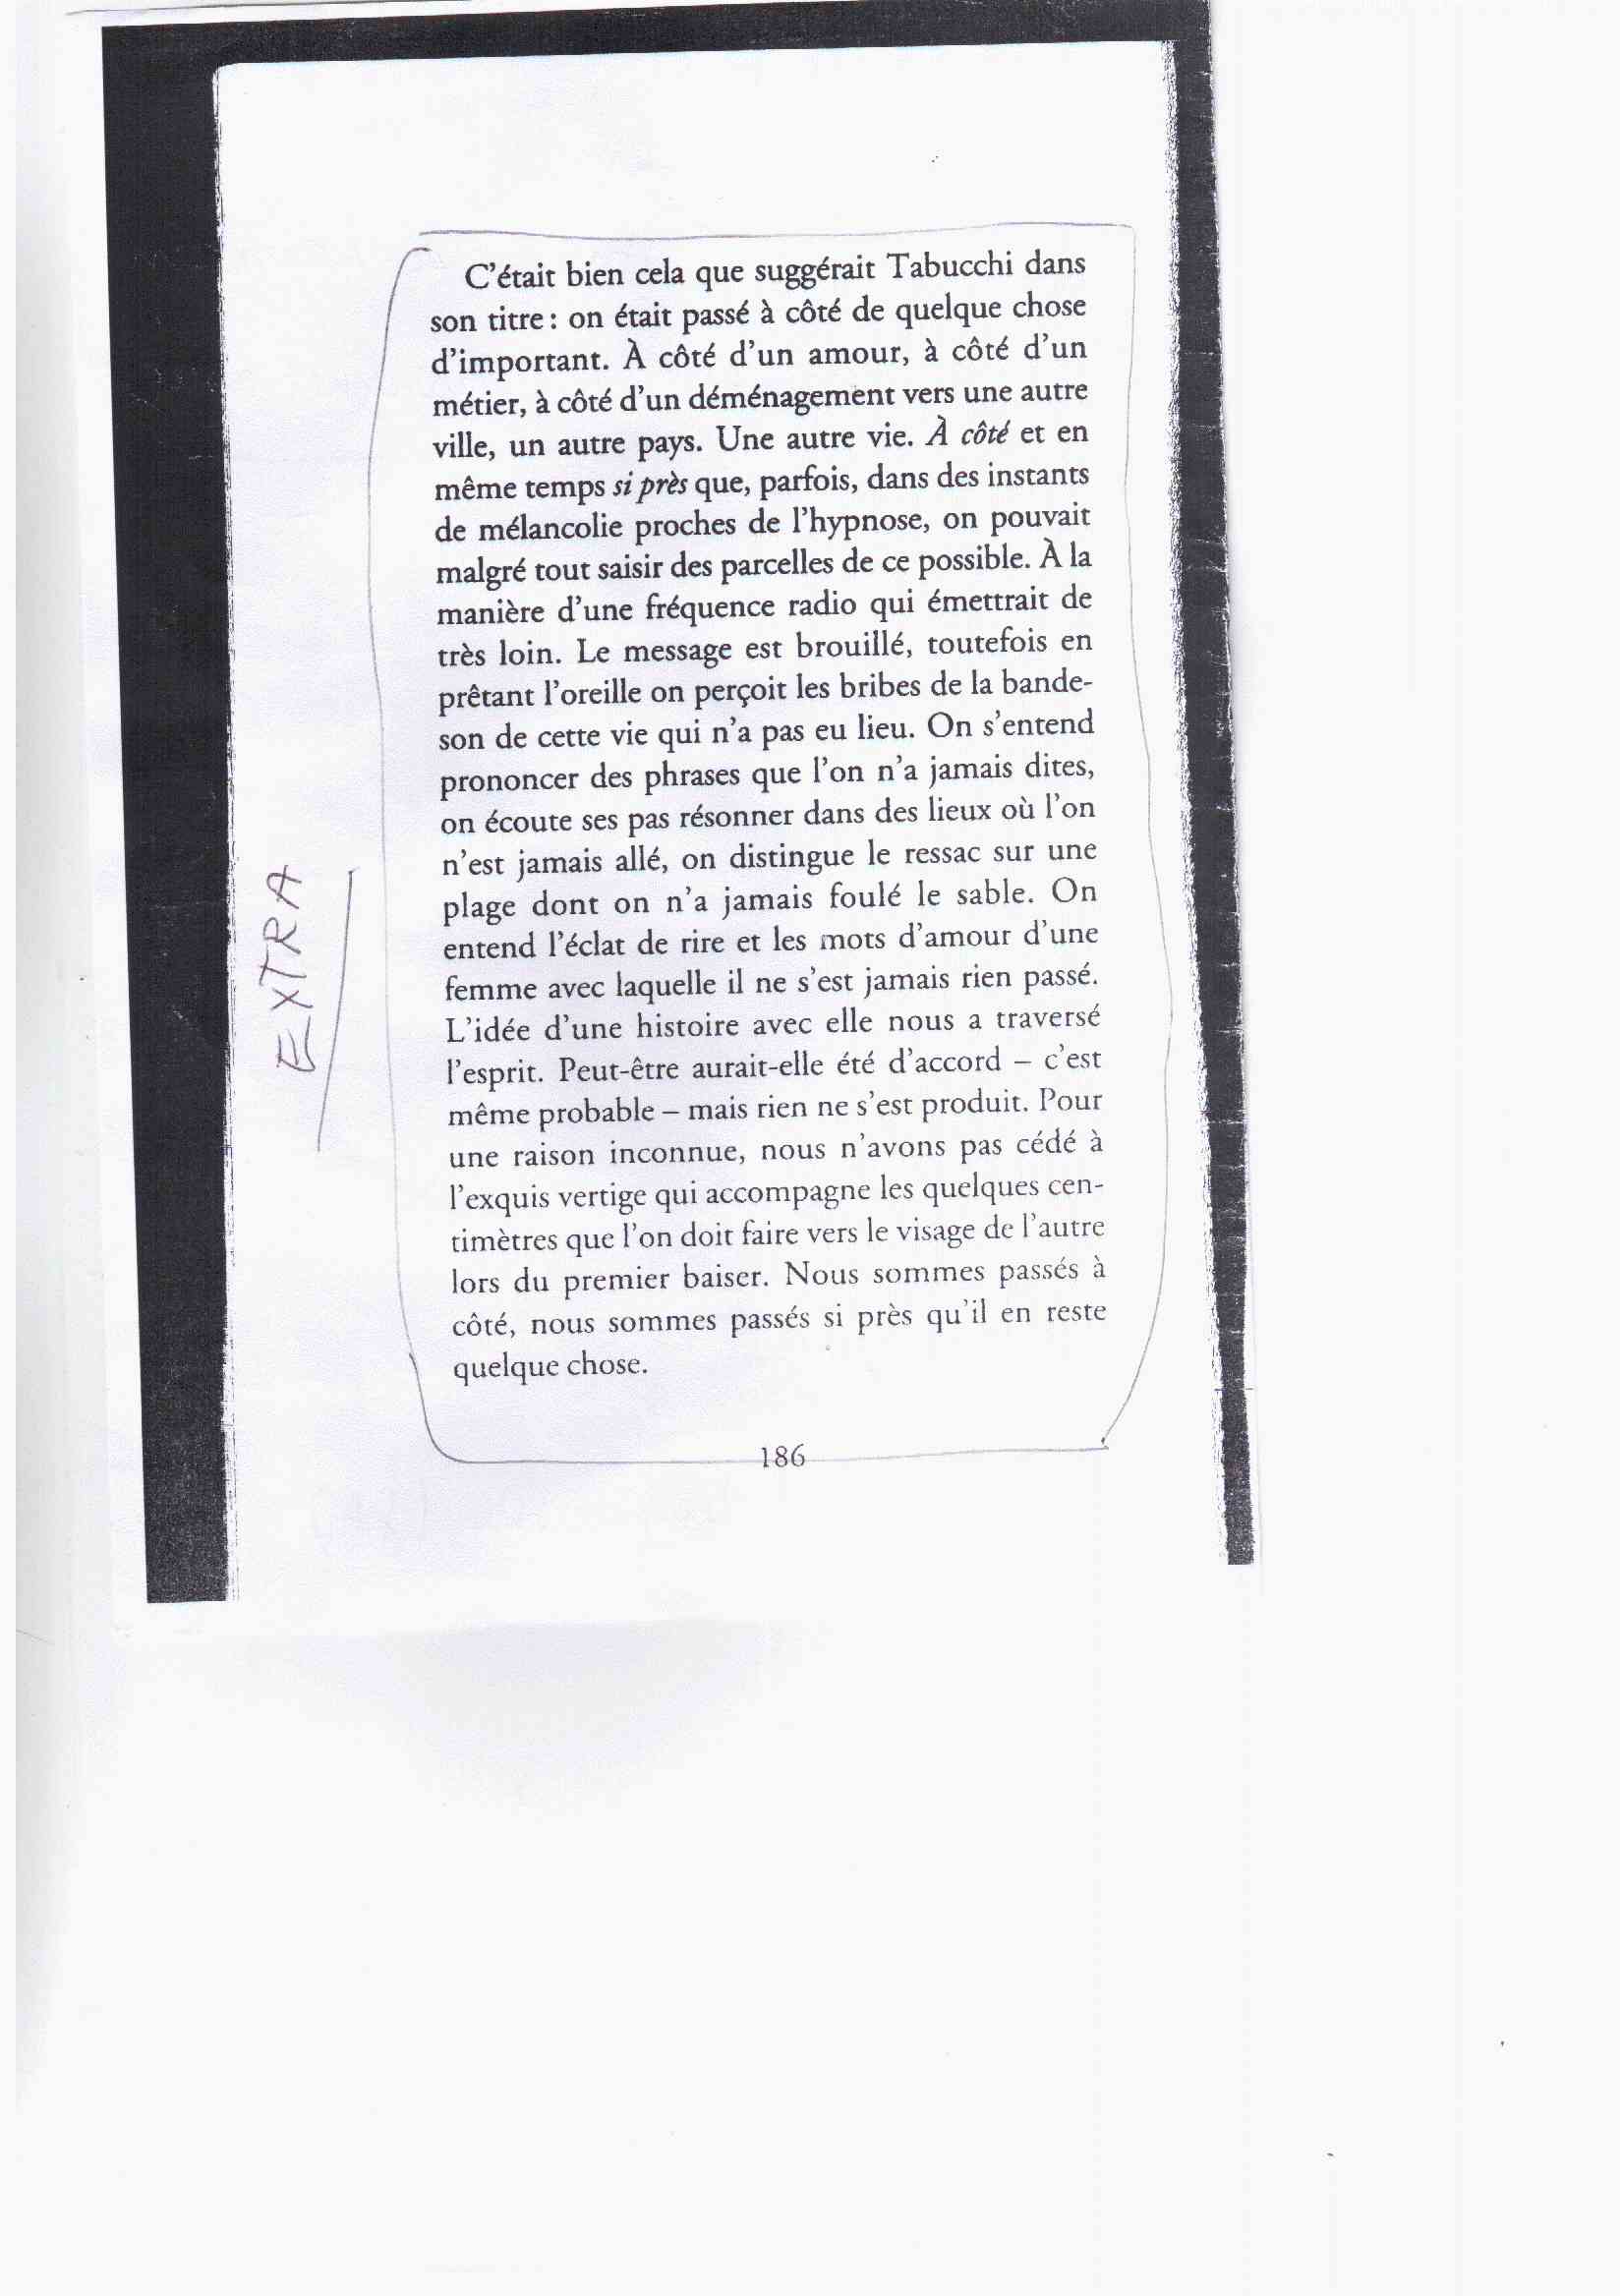 C'était bien cela que suggérait Tabucchi dans
son titre : on était passé à côté de quelque chose
d'important. À côté d'un amour, à côté d'un
métier, à côté d'un déménagement vers une autre
ville, un autre pays. Une autre vie. À côté et en
même temps si près que, parfois, dans des instants
de mélancolie proches de l'hypnose, on pouvait
malgré tout saisir des parcelles de ce possible. À la
manière d'une fréquence radio qui émettrait de
très loin. Le message est brouillé, toutefois en
prêtant l'oreille on perçoit les bribes de la bande-
son de cette vie qui n'a pas eu lieu. On s'entend
prononcer des phrases que l'on n'a jamais dites,
on écoute ses pas résonner dans des lieux où l'on
n'est jamais allé, on distingue le ressac sur une
plage dont on n'a jamais foulé le sable. On
entend l'éclat de rire et les mots d'amour d'une
femme avec laquelle il ne s'est jamais rien passé.
L'idée d'une histoire avec elle nous a traversé
l'esprit. Peut-être aurait-elle été d'accord – c'est
même probable – mais rien ne s'est produit. Pour
une raison inconnue, nous n'avons pas cédé à
l'exquis vertige qui accompagne les quelques cen-
timètres que l'on doit faire vers le visage de l'autre
lors du premier baiser. Nous sommes passés à
côté, nous sommes passés si près qu'il en reste
quelque chose.
186
EXTRA